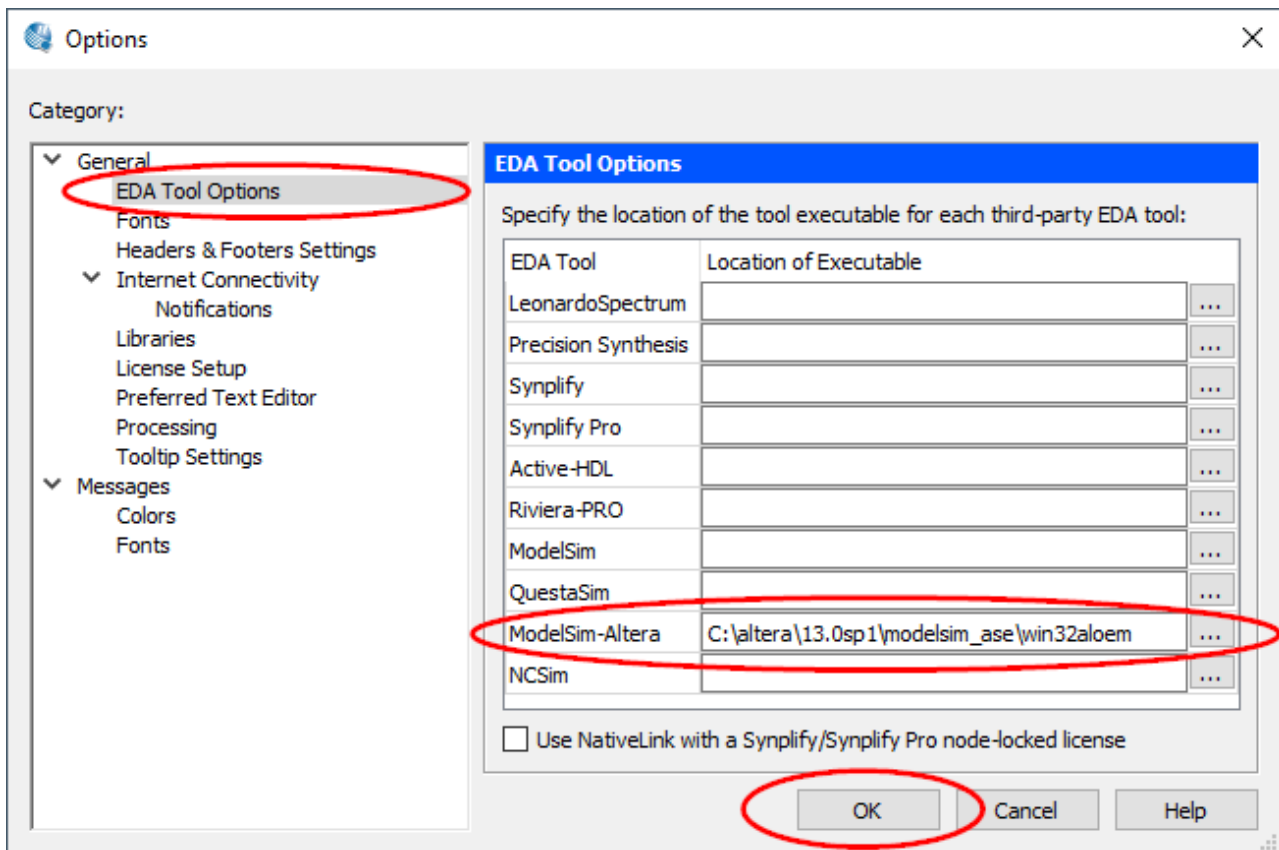 Options
Category:
General
EDA Tool Options
Fonts
Headers & Footers Settings
Internet Connectivity
Notifications
Libraries
License Setup
Preferred Text Editor
Processing
Tooltip Settings
Messages
Colors
Fonts
EDA Tool Options
Specify the location of the tool executable for each third-party EDA tool:
EDA Tool Location of Executable
LeonardoSpectrum ...
Precision Synthesis ...
Synplify ...
Synplify Pro ...
Active-HDL ...
Riviera-PRO ...
ModelSim ...
QuestaSim ...
ModelSim-Altera C:\altera\13.0sp1\modelsim_ase\win32aloem ...
NCSim ...
Use NativeLink with a Synplify/Synplify Pro node-locked license
OK Cancel Help